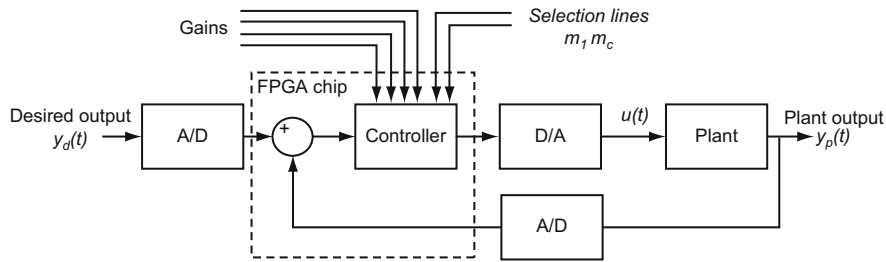 Gains
Selection lines
m1 mc
FPGA chip
Desired output
yd(t)
A/D
+
Controller
D/A
u(t)
Plant
Plant output
yp(t)
A/D